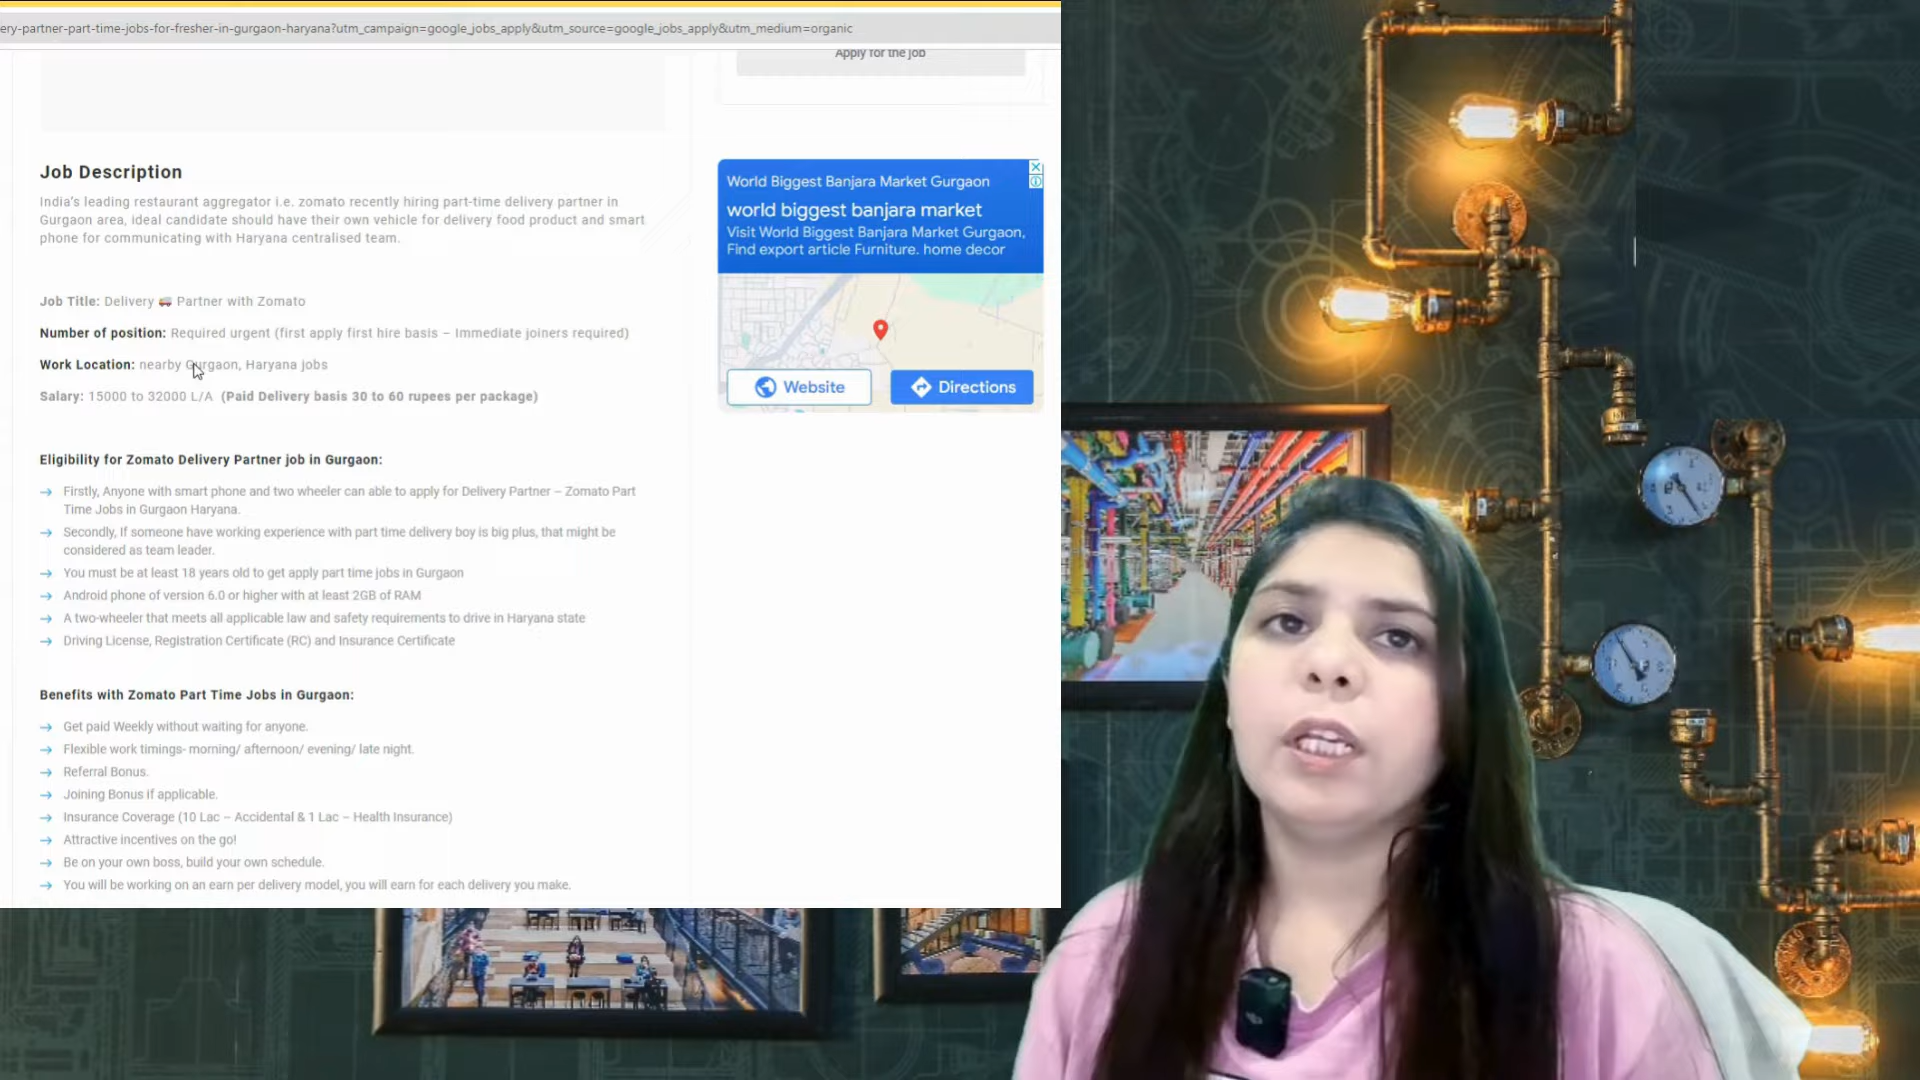 ery-partner-part-time-jobs-for-fresher-in-gurgaon-haryana?utm_campaign=google_jobs_apply&utm_source=google_jobs_apply&utm_medium=organic
Apply for the job
Job Description
India's leading restaurant aggregator i.e. zomato recently hiring part-time delivery partner in
Gurgaon area, ideal candidate should have their own vehicle for delivery food product and smart
phone for communicating with Haryana centralised team.
Job Title: Delivery 🚚 Partner with Zomato
Number of position: Required urgent (first apply first hire basis – Immediate joiners required)
Work Location: nearby Gurgaon, Haryana jobs
Salary: 15000 to 32000 L/A (Paid Delivery basis 30 to 60 rupees per package)
Eligibility for Zomato Delivery Partner job in Gurgaon:
→ Firstly, Anyone with smart phone and two wheeler can able to apply for Delivery Partner – Zomato Part
Time Jobs in Gurgaon Haryana.
→ Secondly, If someone have working experience with part time delivery boy is big plus, that might be
considered as team leader.
→ You must be at least 18 years old to get apply part time jobs in Gurgaon
→ Android phone of version 6.0 or higher with at least 2GB of RAM
→ A two-wheeler that meets all applicable law and safety requirements to drive in Haryana state
→ Driving License, Registration Certificate (RC) and Insurance Certificate
Benefits with Zomato Part Time Jobs in Gurgaon:
→ Get paid Weekly without waiting for anyone.
→ Flexible work timings- morning/ afternoon/ evening/ late night.
→ Referral Bonus.
→ Joining Bonus if applicable.
→ Insurance Coverage (10 Lac – Accidental & 1 Lac – Health Insurance)
→ Attractive incentives on the go!
→ Be on your own boss, build your own schedule.
→ You will be working on an earn per delivery model, you will earn for each delivery you make.
World Biggest Banjara Market Gurgaon
world biggest banjara market
Visit World Biggest Banjara Market Gurgaon,
Find export article Furniture. home decor
Website
Directions